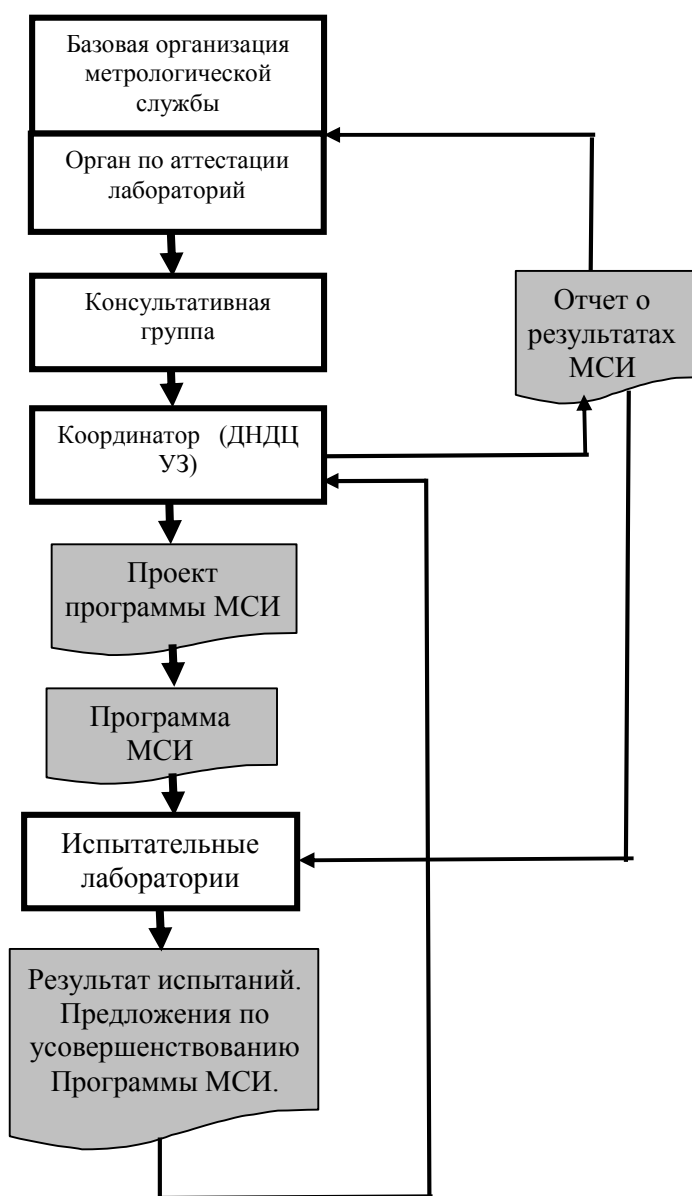 Базовая организация
метрологической
службы
Орган по аттестации
лабораторий
Консультативная
группа
Отчет о
результатах
МСИ
Координатор (ДНДЦ
УЗ)
Проект
программы МСИ
Программа
МСИ
Испытательные
лаборатории
Результат испытаний.
Предложения по
усовершенствованию
Программы МСИ.